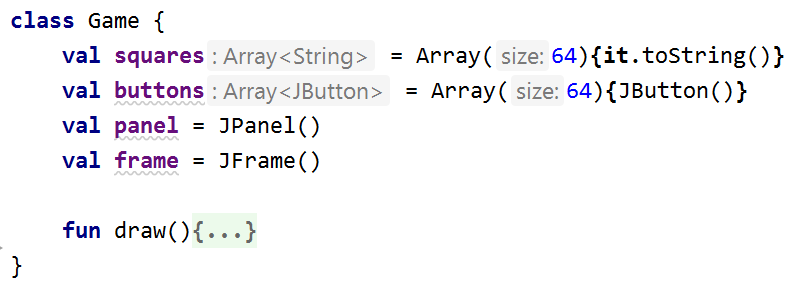 class Game {
val squares : Array<String> = Array( size: 64){it.toString()}
val buttons : Array<JButton> = Array( size: 64){JButton()}
val panel = JPanel()
val frame = JFrame()
fun draw(){...}
}